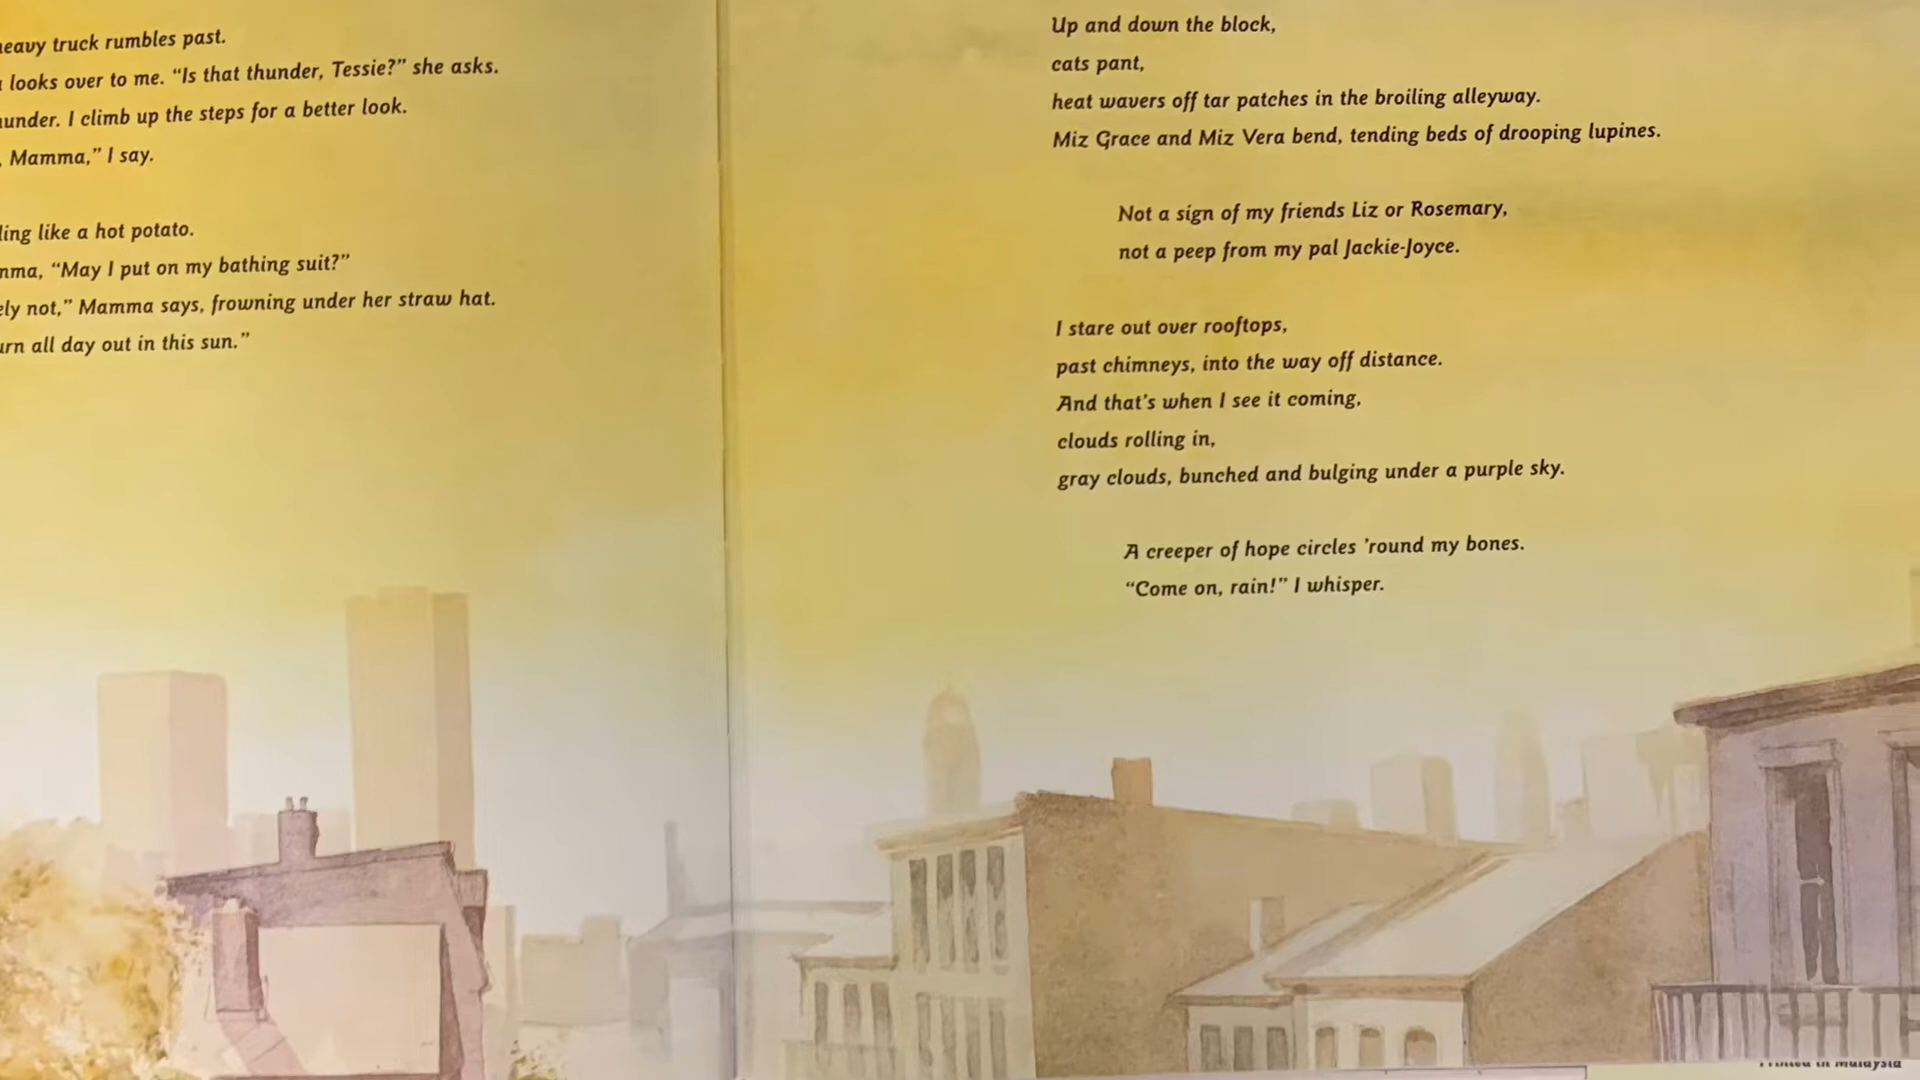 heavy truck rumbles past.
looks over to me. “Is that thunder, Tessie?” she asks.
I climb up the steps for a better look.
Mamma,” I say.
like a hot potato.
“May I put on my bathing suit?”
not,” Mamma says, frowning under her straw hat.
all day out in this sun.”
Up and down the block,
cats pant,
heat wavers off tar patches in the broiling alleyway.
Miz Grace and Miz Vera bend, tending beds of drooping lupines.
Not a sign of my friends Liz or Rosemary,
not a peep from my pal Jackie-Joyce.
I stare out over rooftops,
past chimneys, into the way off distance.
And that’s when I see it coming,
clouds rolling in,
gray clouds, bunched and bulging under a purple sky.
A creeper of hope circles ’round my bones.
“Come on, rain!” I whisper.
Printed in Malaysia